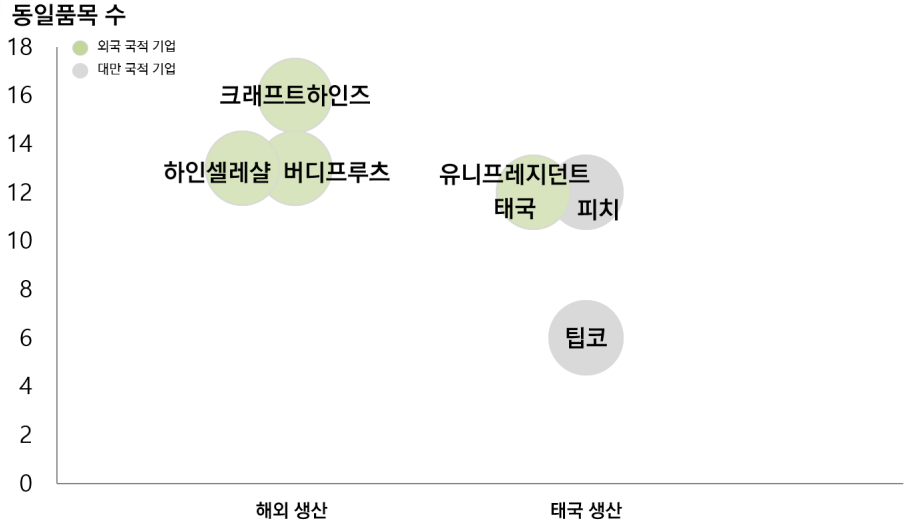 동일품목 수
18
외국 국적 기업
대만 국적 기업
16
크래프트하인즈
14
하인셀레샬 버디프루츠
유니프레지던트
12
태국
피치
10
8
6
팁코
4
2
0
해외 생산
태국 생산